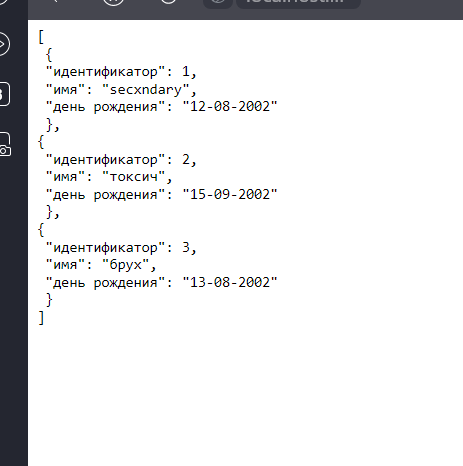 [
{
"идентификатор": 1,
"имя": "secxndary",
"день рождения": "12-08-2002"
},
{
"идентификатор": 2,
"имя": "токсич",
"день рождения": "15-09-2002"
},
{
"идентификатор": 3,
"имя": "брух",
"день рождения": "13-08-2002"
}
]